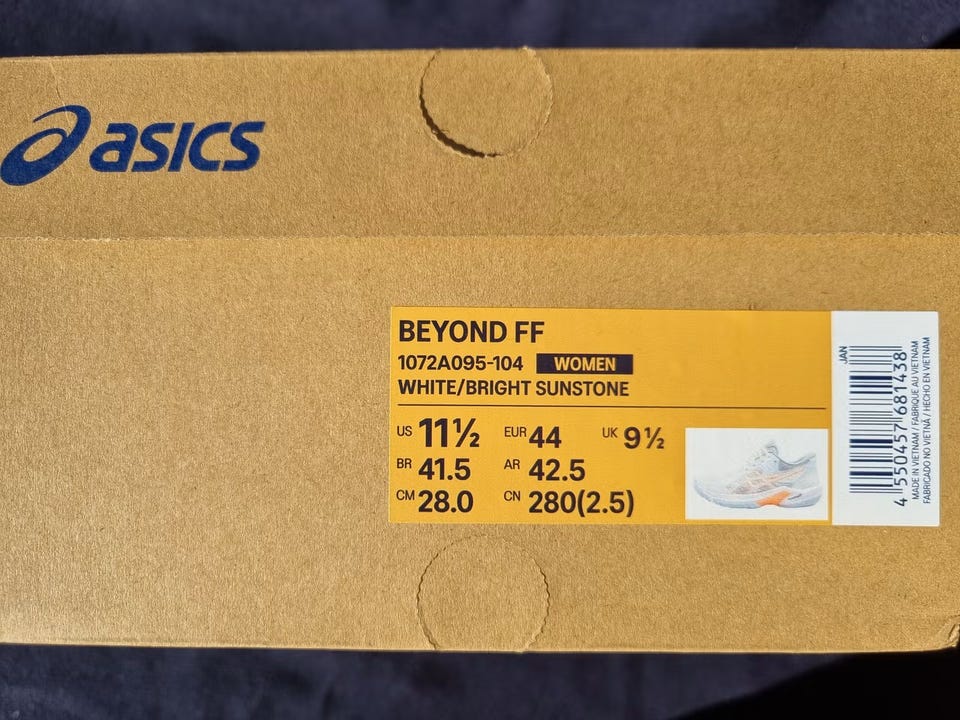 asics
BEYOND FF
1072A095-104 WOMEN
WHITE/BRIGHT SUNSTONE
US 11½ EUR 44 UK 9½
BR 41.5 AR 42.5
CM 28.0 CN 280(2.5)
JAN
4 550457 681438
MADE IN VIETNAM / FABRIQUE AU VIETNAM
FABRICADO NO VIETNÃ / HECHO EN VIETNAM